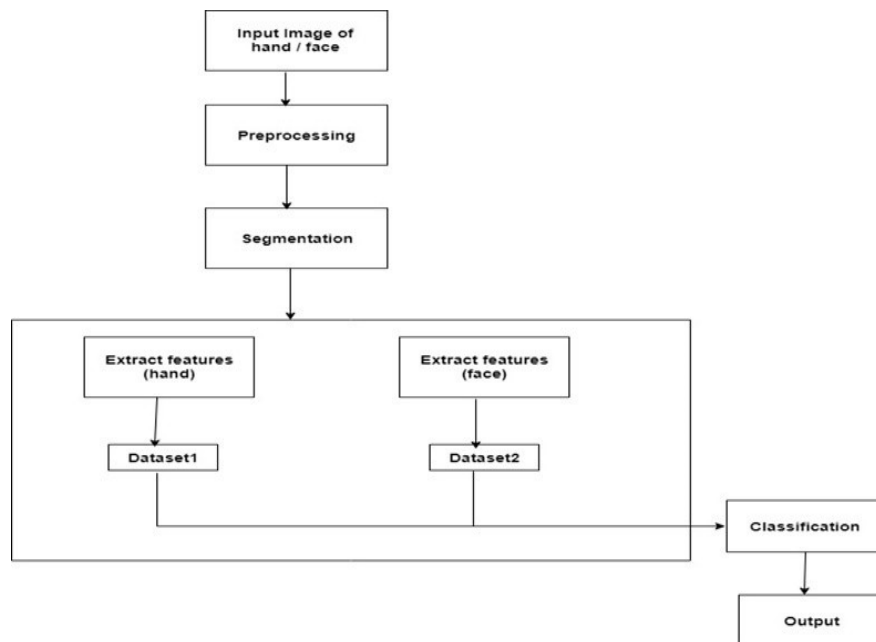 Input Image of
hand / face
Preprocessing
Segmentation
Extract features
(hand)
Extract features
(face)
Dataset1
Dataset2
Classification
Output